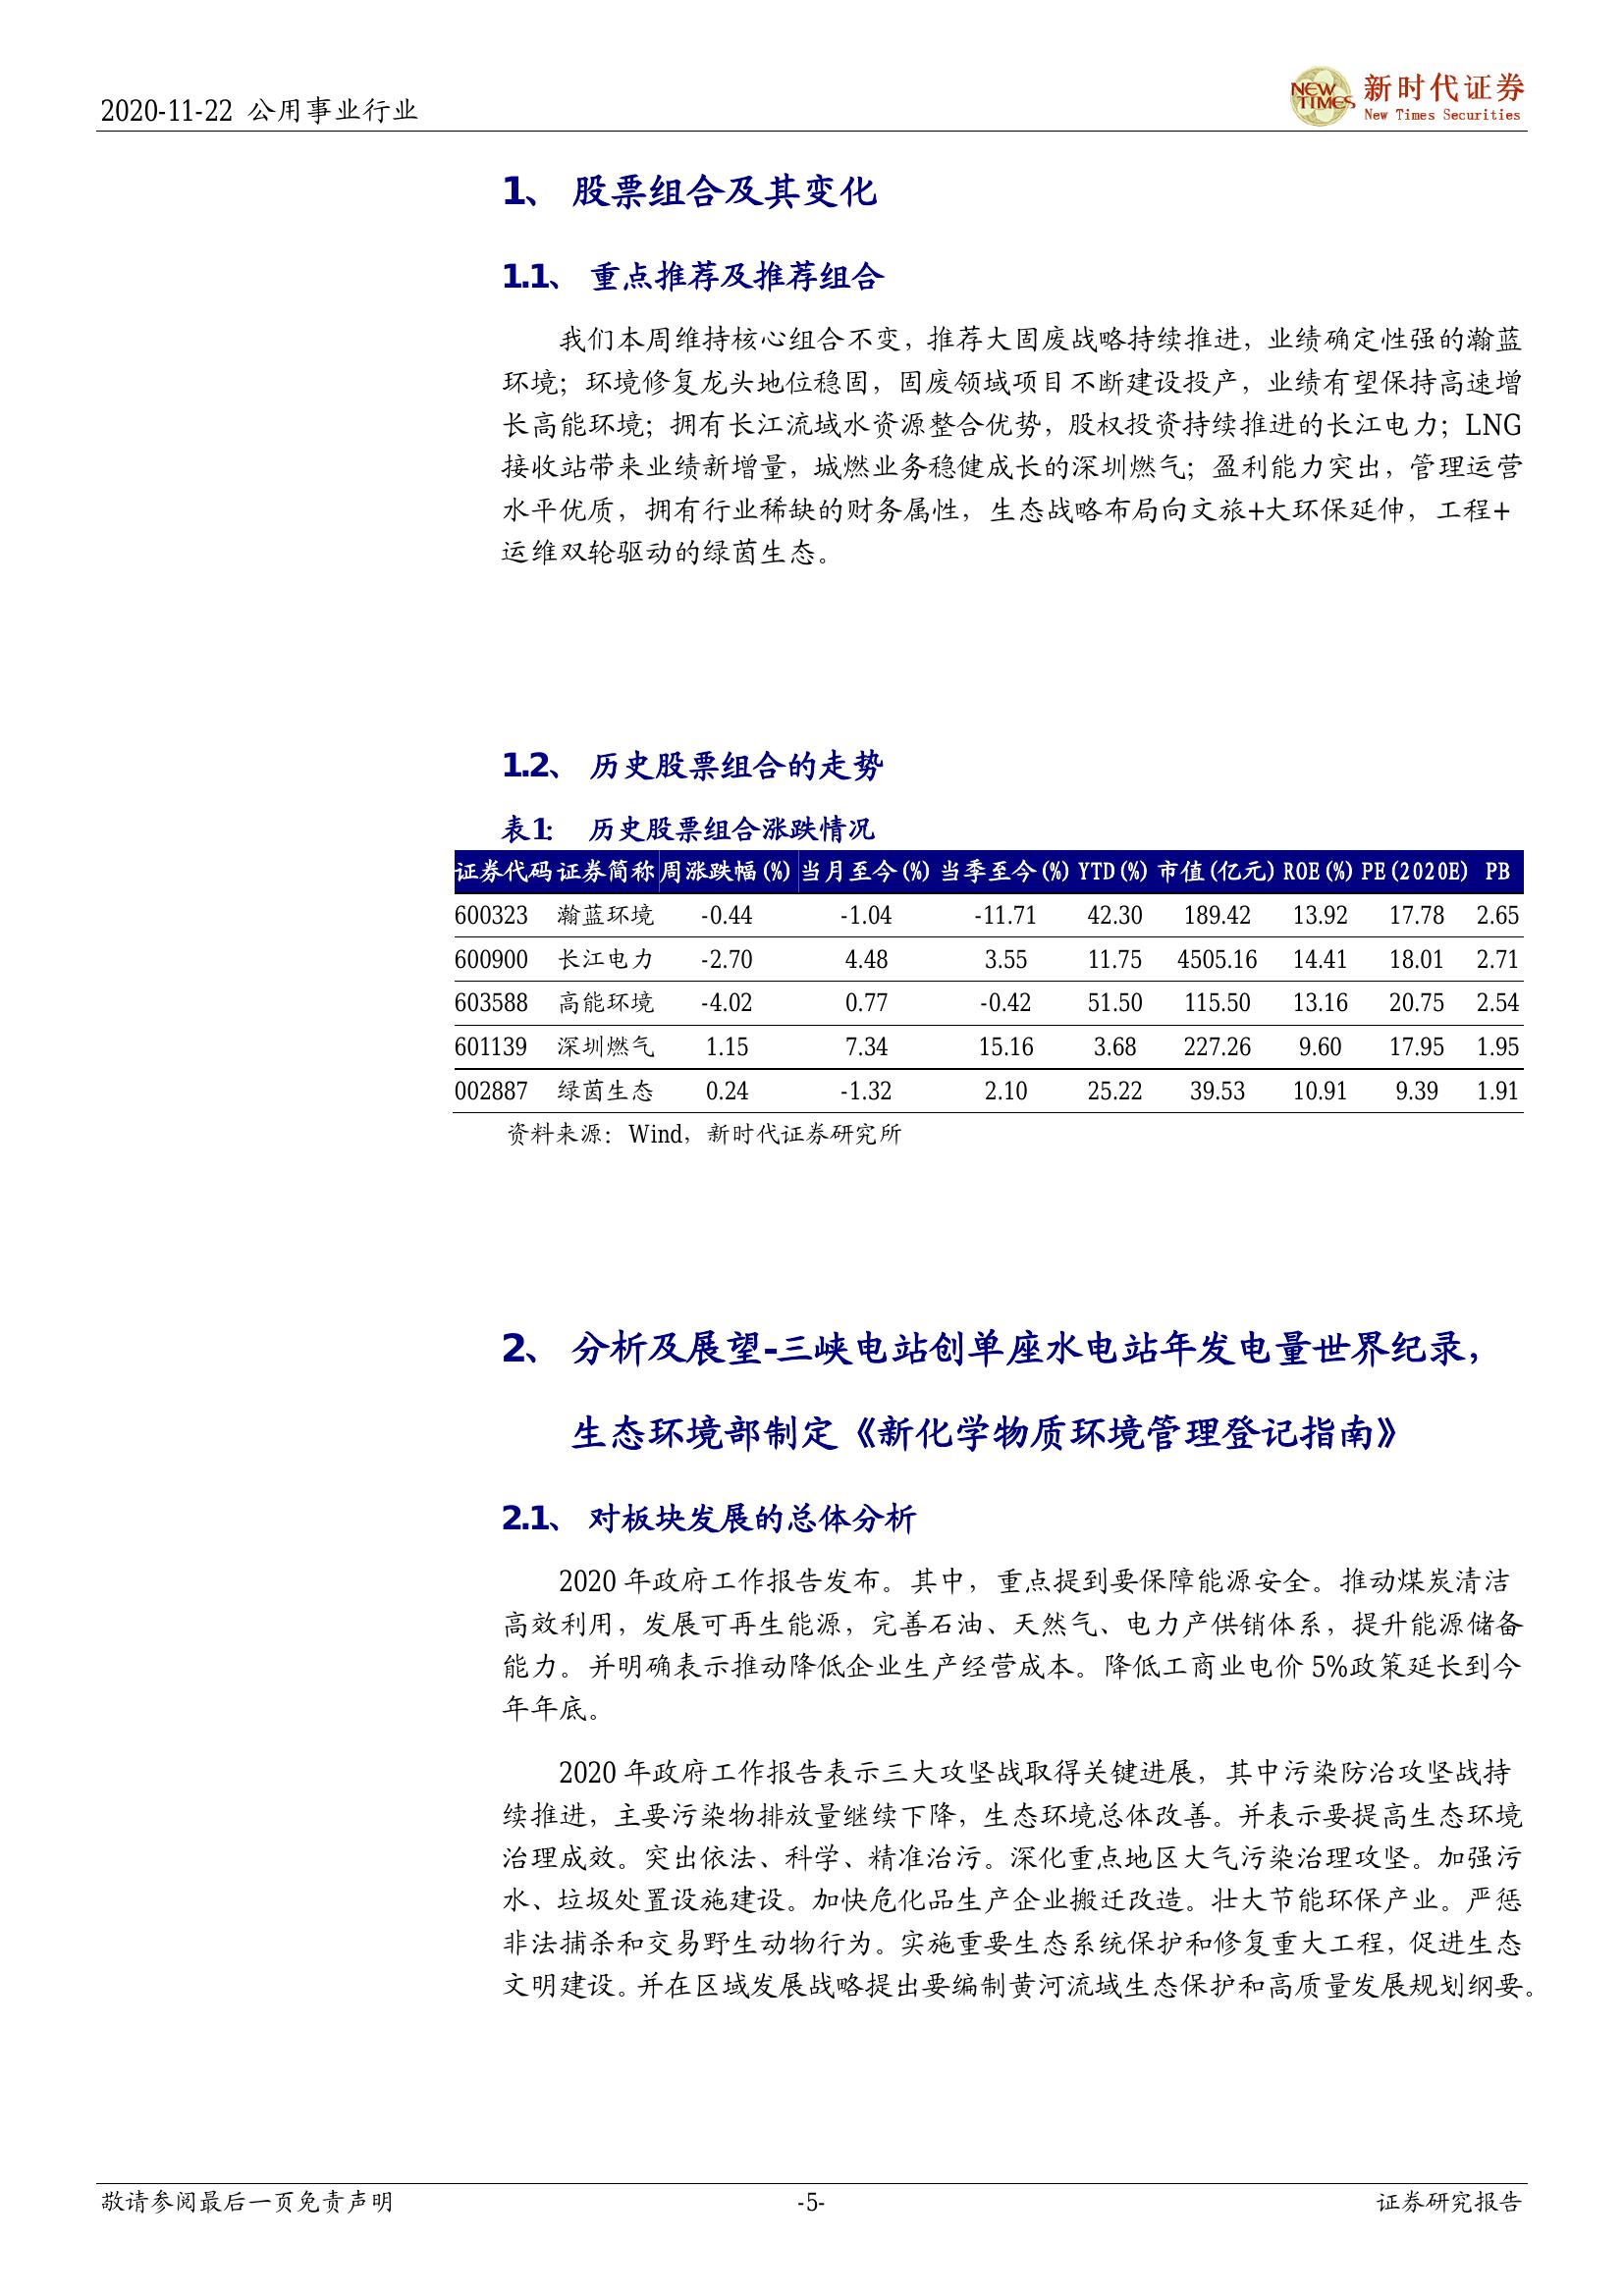 2020-11-22 公用事业行业
NEW TIMES 新时代证券
New Times Securities
1、 股票组合及其变化
1.1、 重点推荐及推荐组合
我们本周维持核心组合不变，推荐大固废战略持续推进，业绩确定性强的瀚蓝
环境；环境修复龙头地位稳固，固废领域项目不断建设投产，业绩有望保持高速增
长高能环境；拥有长江流域水资源整合优势，股权投资持续推进的长江电力；LNG
接收站带来业绩新增量，城燃业务稳健成长的深圳燃气；盈利能力突出，管理运营
水平优质，拥有行业稀缺的财务属性，生态战略布局向文旅+大环保延伸，工程+
运维双轮驱动的绿茵生态。
1.2、 历史股票组合的走势
表1： 历史股票组合涨跌情况
证券代码 证券简称 周涨跌幅(%) 当月至今(%) 当季至今(%) YTD(%) 市值(亿元) ROE(%) PE(2020E) PB
600323 瀚蓝环境 -0.44 -1.04 -11.71 42.30 189.42 13.92 17.78 2.65
600900 长江电力 -2.70 4.48 3.55 11.75 4505.16 14.41 18.01 2.71
603588 高能环境 -4.02 0.77 -0.42 51.50 115.50 13.16 20.75 2.54
601139 深圳燃气 1.15 7.34 15.16 3.68 227.26 9.60 17.95 1.95
002887 绿茵生态 0.24 -1.32 2.10 25.22 39.53 10.91 9.39 1.91
资料来源：Wind，新时代证券研究所
2、 分析及展望-三峡电站创单座水电站年发电量世界纪录，
生态环境部制定《新化学物质环境管理登记指南》
2.1、 对板块发展的总体分析
2020 年政府工作报告发布。其中，重点提到要保障能源安全。推动煤炭清洁
高效利用，发展可再生能源，完善石油、天然气、电力产供销体系，提升能源储备
能力。并明确表示推动降低企业生产经营成本。降低工商业电价 5%政策延长到今
年年底。
2020 年政府工作报告表示三大攻坚战取得关键进展，其中污染防治攻坚战持
续推进，主要污染物排放量继续下降，生态环境总体改善。并表示要提高生态环境
治理成效。突出依法、科学、精准治污。深化重点地区大气污染治理攻坚。加强污
水、垃圾处置设施建设。加快危化品生产企业搬迁改造。壮大节能环保产业。严惩
非法捕杀和交易野生动物行为。实施重要生态系统保护和修复重大工程，促进生态
文明建设。并在区域发展战略提出要编制黄河流域生态保护和高质量发展规划纲要。
敬请参阅最后一页免责声明 -5- 证券研究报告